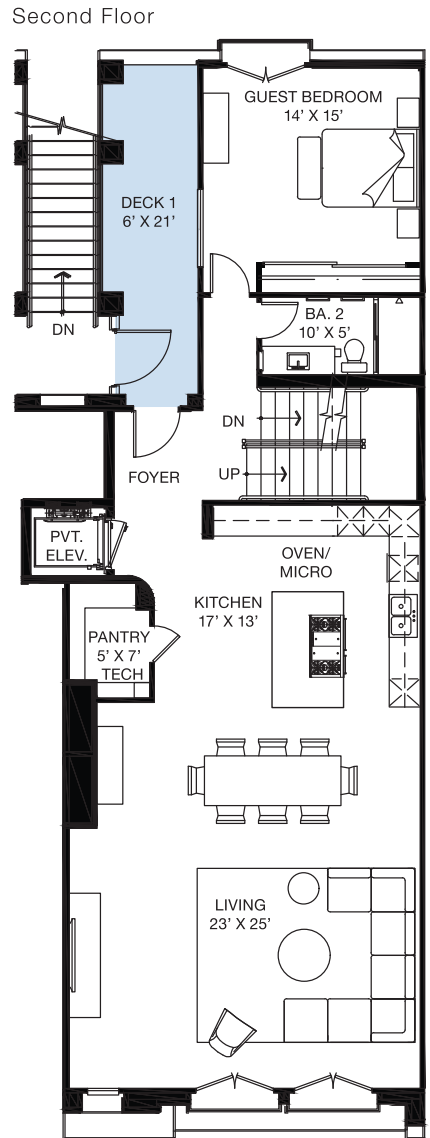 Second Floor
GUEST BEDROOM
14' X 15'
DECK 1
6' X 21'
BA. 2
10' X 5'
DN
DN
UP
FOYER
PVT.
ELEV.
OVEN/
MICRO
KITCHEN
17' X 13'
PANTRY
5' X 7'
TECH
LIVING
23' X 25'